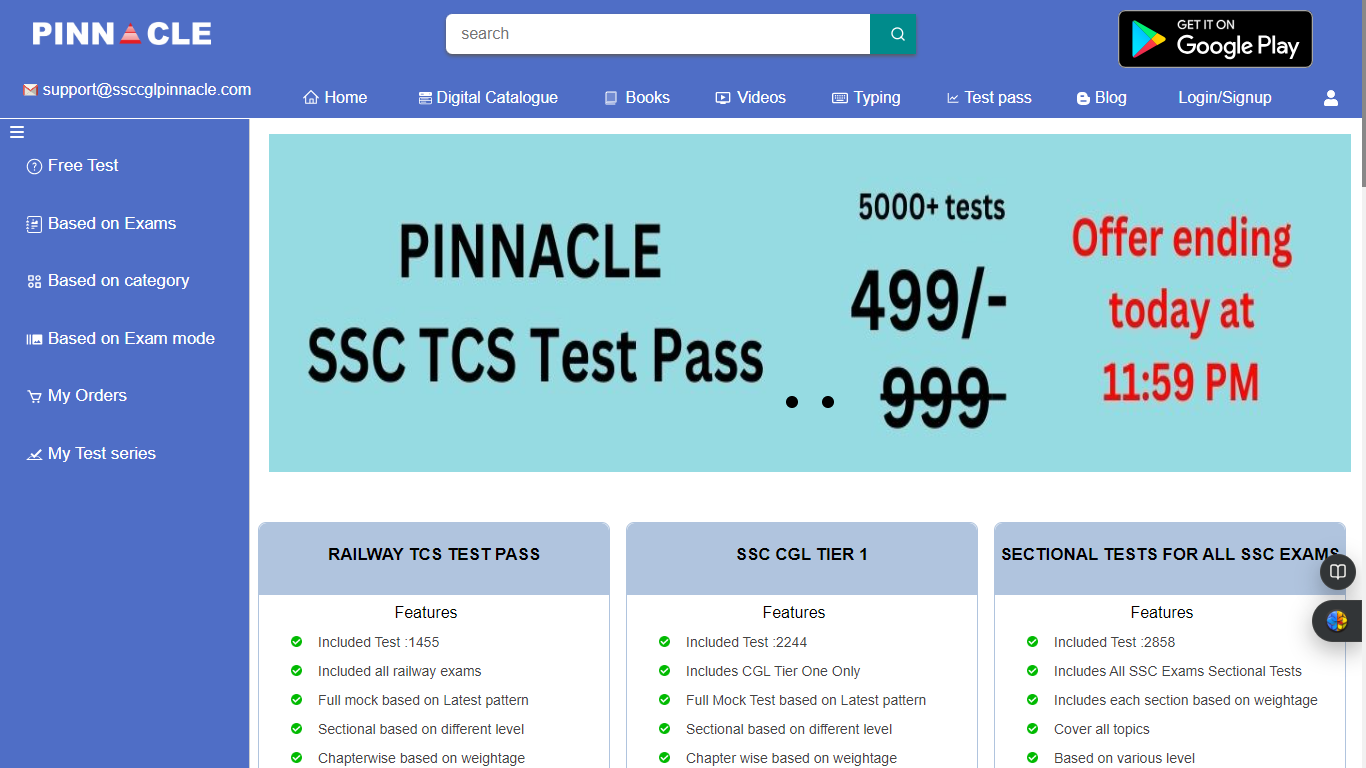 PINNACLE
search
GET IT ON
Google Play
support@ssccglpinnacle.com
Home
Digital Catalogue
Books
Videos
Typing
Test pass
Blog
Login/Signup
Free Test
Based on Exams
Based on category
Based on Exam mode
My Orders
My Test series
PINNACLE
SSC TCS Test Pass
5000+ tests
499/-
999
Offer ending
today at
11:59 PM
RAILWAY TCS TEST PASS
Features
Included Test :1455
Included all railway exams
Full mock based on Latest pattern
Sectional based on different level
Chapterwise based on weightage
SSC CGL TIER 1
Features
Included Test :2244
Includes CGL Tier One Only
Full Mock Test based on Latest pattern
Sectional based on different level
Chapter wise based on weightage
SECTIONAL TESTS FOR ALL SSC EXAMS
Features
Included Test :2858
Includes All SSC Exams Sectional Tests
Includes each section based on weightage
Cover all topics
Based on various level